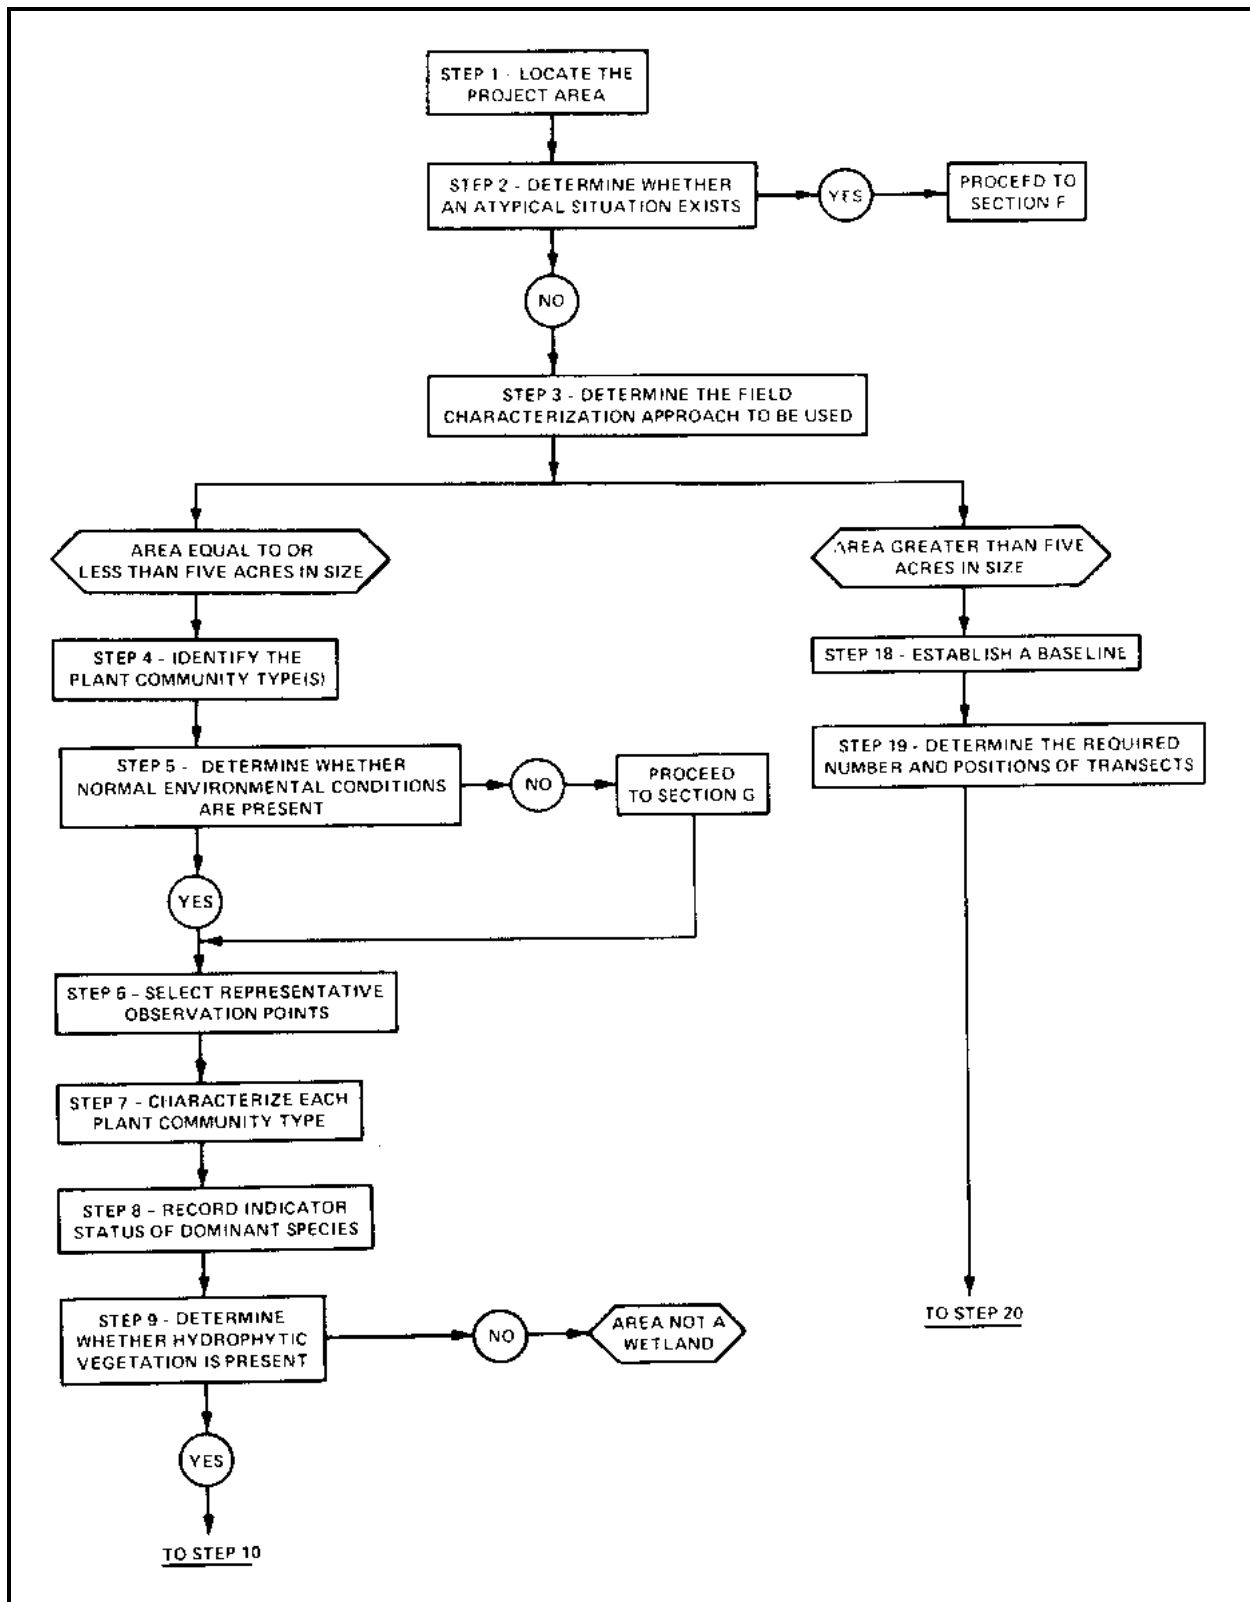 STEP 1 - LOCATE THE
PROJECT AREA
STEP 2 - DETERMINE WHETHER
AN ATYPICAL SITUATION EXISTS
YES
PROCEED TO
SECTION F
NO
STEP 3 - DETERMINE THE FIELD
CHARACTERIZATION APPROACH TO BE USED
AREA EQUAL TO OR
LESS THAN FIVE ACRES IN SIZE
AREA GREATER THAN FIVE
ACRES IN SIZE
STEP 4 - IDENTIFY THE
PLANT COMMUNITY TYPE(S)
STEP 18 - ESTABLISH A BASELINE
STEP 5 - DETERMINE WHETHER
NORMAL ENVIRONMENTAL CONDITIONS
ARE PRESENT
NO
PROCEED
TO SECTION G
STEP 19 - DETERMINE THE REQUIRED
NUMBER AND POSITIONS OF TRANSECTS
YES
STEP 6 - SELECT REPRESENTATIVE
OBSERVATION POINTS
STEP 7 - CHARACTERIZE EACH
PLANT COMMUNITY TYPE
STEP 8 - RECORD INDICATOR
STATUS OF DOMINANT SPECIES
STEP 9 - DETERMINE
WHETHER HYDROPHYTIC
VEGETATION IS PRESENT
NO
AREA NOT A
WETLAND
TO STEP 20
YES
TO STEP 10